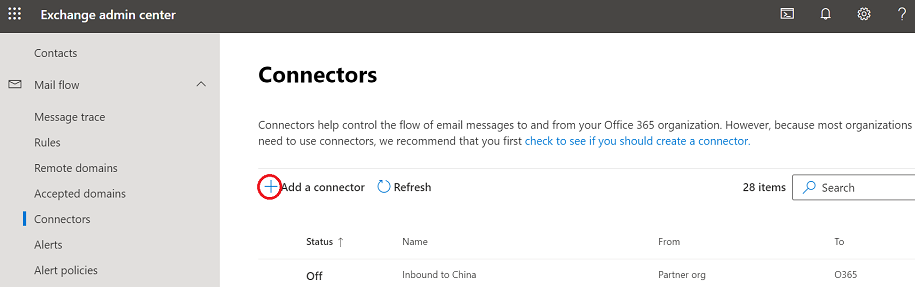 Exchange admin center
?
Contacts
Mail flow
Message trace
Rules
Remote domains
Accepted domains
Connectors
Alerts
Alert policies
Connectors
Connectors help control the flow of email messages to and from your Office 365 organization. However, because most organizations
need to use connectors, we recommend that you first check to see if you should create a connector.
Add a connector
Refresh
28 items
Search
Status ↑
Name
From
To
Off
Inbound to China
Partner org
O365